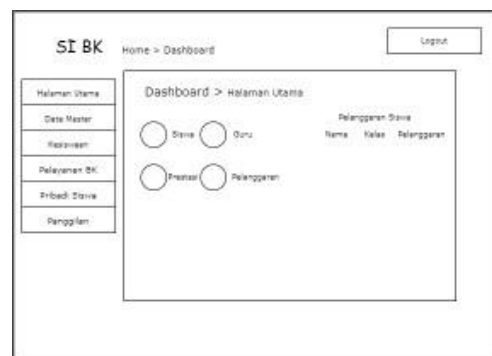 SI BK
Home > Dashboard
Logout
Halaman Utama
Data Master
Kesiswaan
Pelayanan BK
Pribadi Siswa
Panggilan
Dashboard > Halaman Utama
Siswa
Guru
Prestasi
Pelanggaran
Pelanggaran Siswa
Nama Kelas Pelanggaran